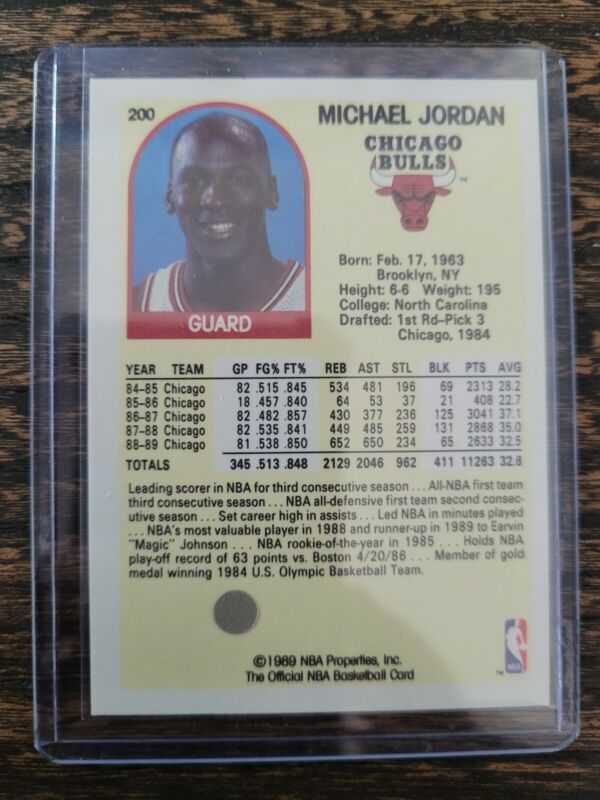 200
MICHAEL JORDAN
CHICAGO
BULLS
TM
GUARD
Born: Feb. 17, 1963
Brooklyn, NY
Height: 6-6 Weight: 195
College: North Carolina
Drafted: 1st Rd-Pick 3
Chicago, 1984
YEAR TEAM GP FG% FT% REB AST STL BLK PTS AVG
84-85 Chicago 82 .515 .845 534 481 196 69 2313 28.2
85-86 Chicago 18 .457 .840 64 53 37 21 408 22.7
86-87 Chicago 82 .482 .857 430 377 236 125 3041 37.1
87-88 Chicago 82 .535 .841 449 485 259 131 2868 35.0
88-89 Chicago 81 .538 .850 652 650 234 65 2633 32.5
TOTALS 345 .513 .848 2129 2046 962 411 11263 32.6
Leading scorer in NBA for third consecutive season . . . All-NBA first team
third consecutive season . . . NBA all-defensive first team second consec-
utive season . . . Set career high in assists . . . Led NBA in minutes played
. . . NBA's most valuable player in 1988 and runner-up in 1989 to Earvin
"Magic" Johnson . . . NBA rookie-of-the-year in 1985 . . . Holds NBA
play-off record of 63 points vs. Boston 4/20/86 . . . Member of gold
medal winning 1984 U.S. Olympic Basketball Team.
©1989 NBA Properties, Inc.
The Official NBA Basketball Card
TM
NBA